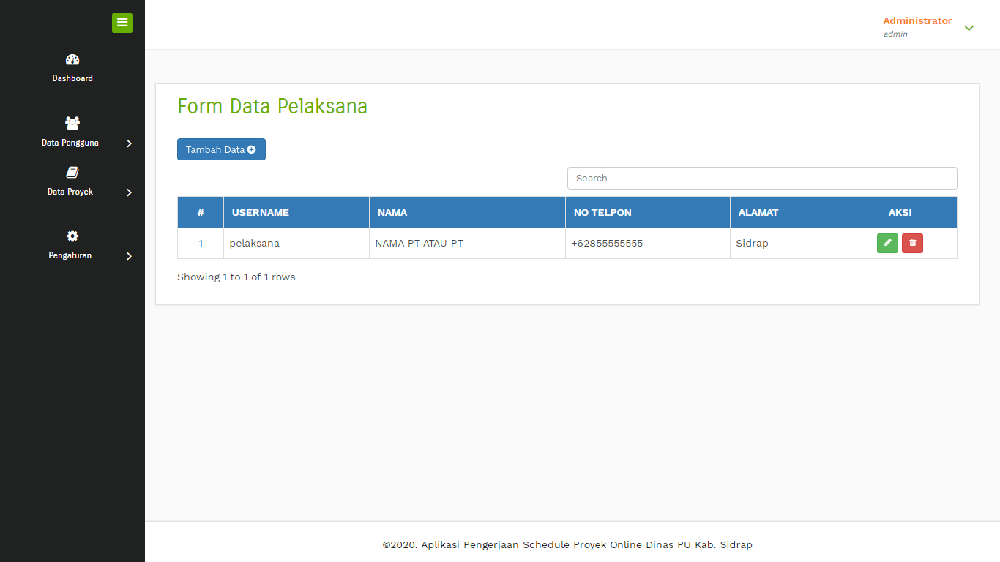 Administrator
admin
Dashboard
Data Pengguna
Data Proyek
Pengaturan
Form Data Pelaksana
Tambah Data
Search
# USERNAME NAMA NO TELPON ALAMAT AKSI
1 pelaksana NAMA PT ATAU PT +62855555555 Sidrap
Showing 1 to 1 of 1 rows
©2020. Aplikasi Pengerjaan Schedule Proyek Online Dinas PU Kab. Sidrap